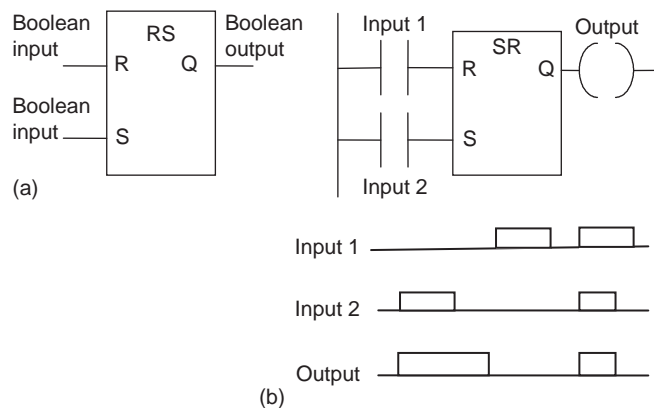 Boolean
input
RS
Boolean
output
R
Q
Boolean
input
S
(a)
Input 1
SR
Output
R
Q
S
Input 2
Input 1
Input 2
Output
(b)